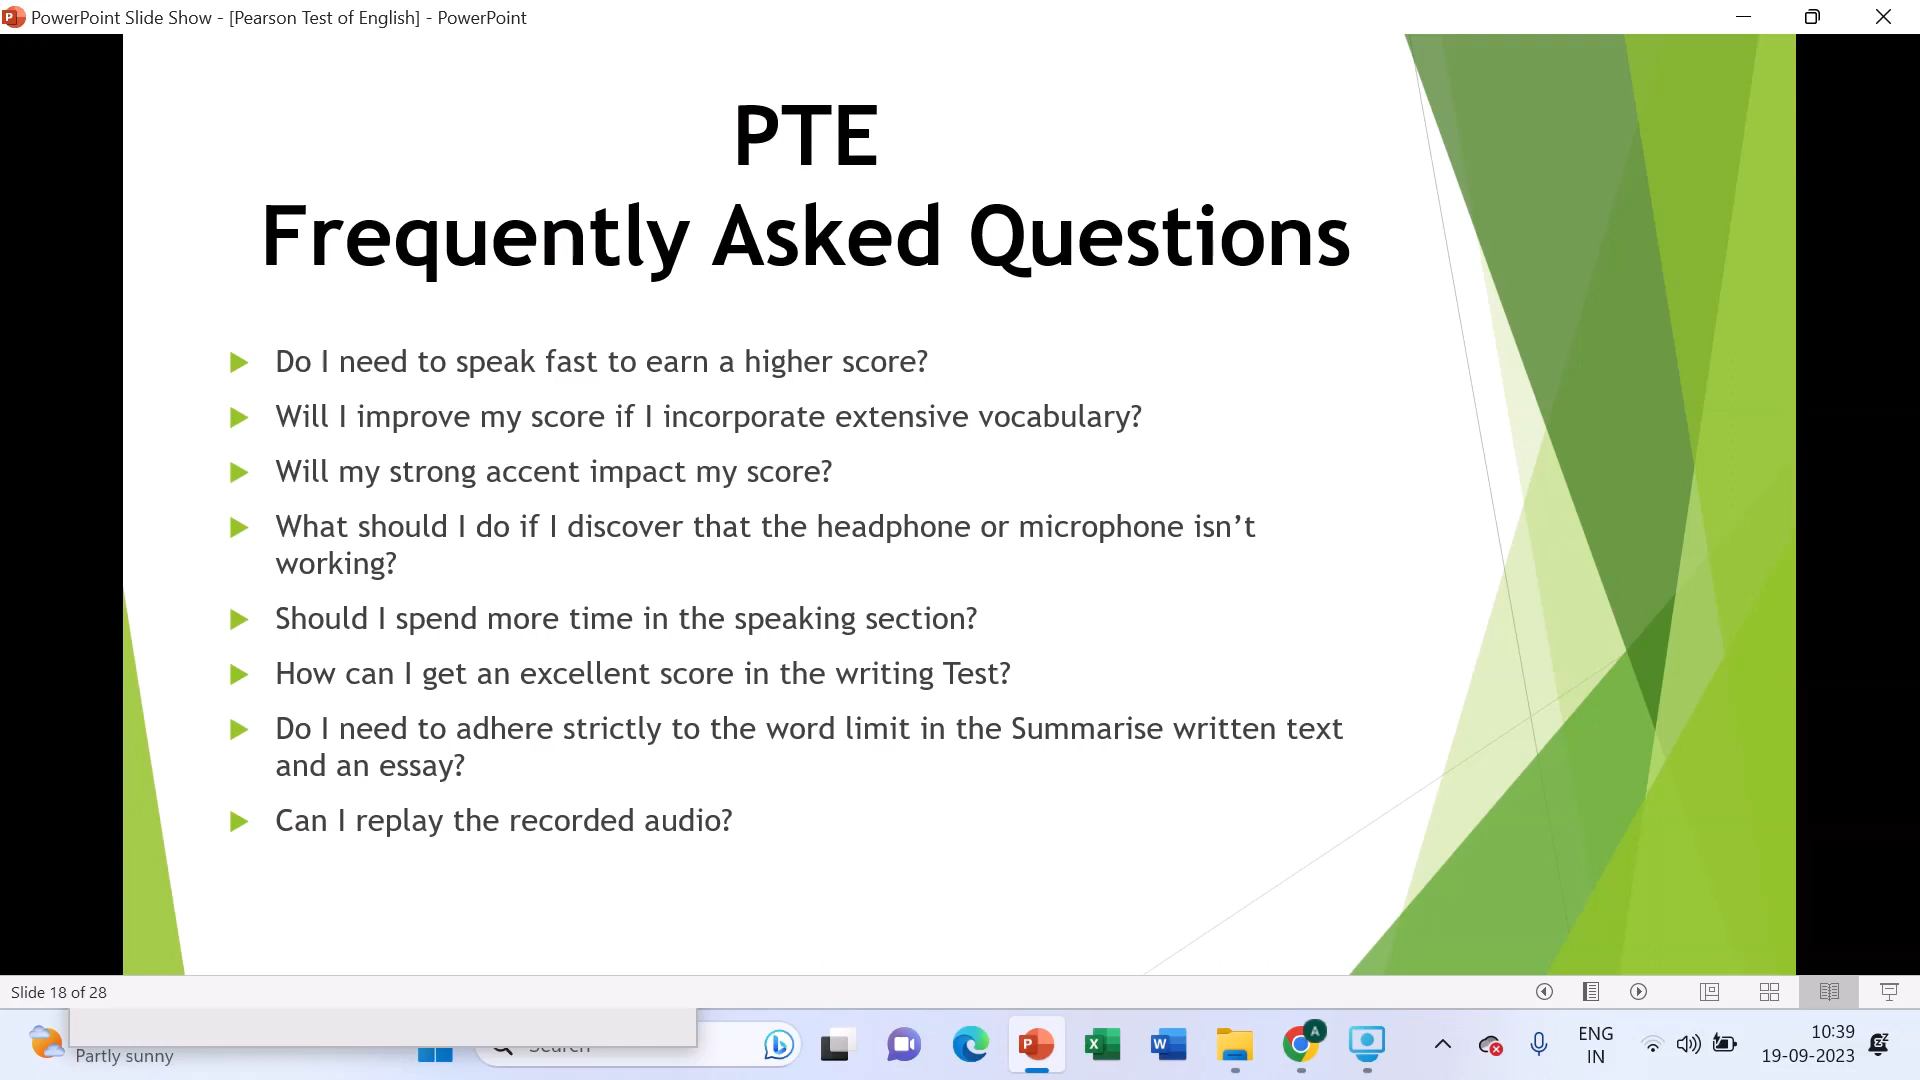 PowerPoint Slide Show - [Pearson Test of English] - PowerPoint
PTE
Frequently Asked Questions
Do I need to speak fast to earn a higher score?
Will I improve my score if I incorporate extensive vocabulary?
Will my strong accent impact my score?
What should I do if I discover that the headphone or microphone isn’t
working?
Should I spend more time in the speaking section?
How can I get an excellent score in the writing Test?
Do I need to adhere strictly to the word limit in the Summarise written text
and an essay?
Can I replay the recorded audio?
Slide 18 of 28
Partly sunny
Search
ENG
IN
10:39
19-09-2023